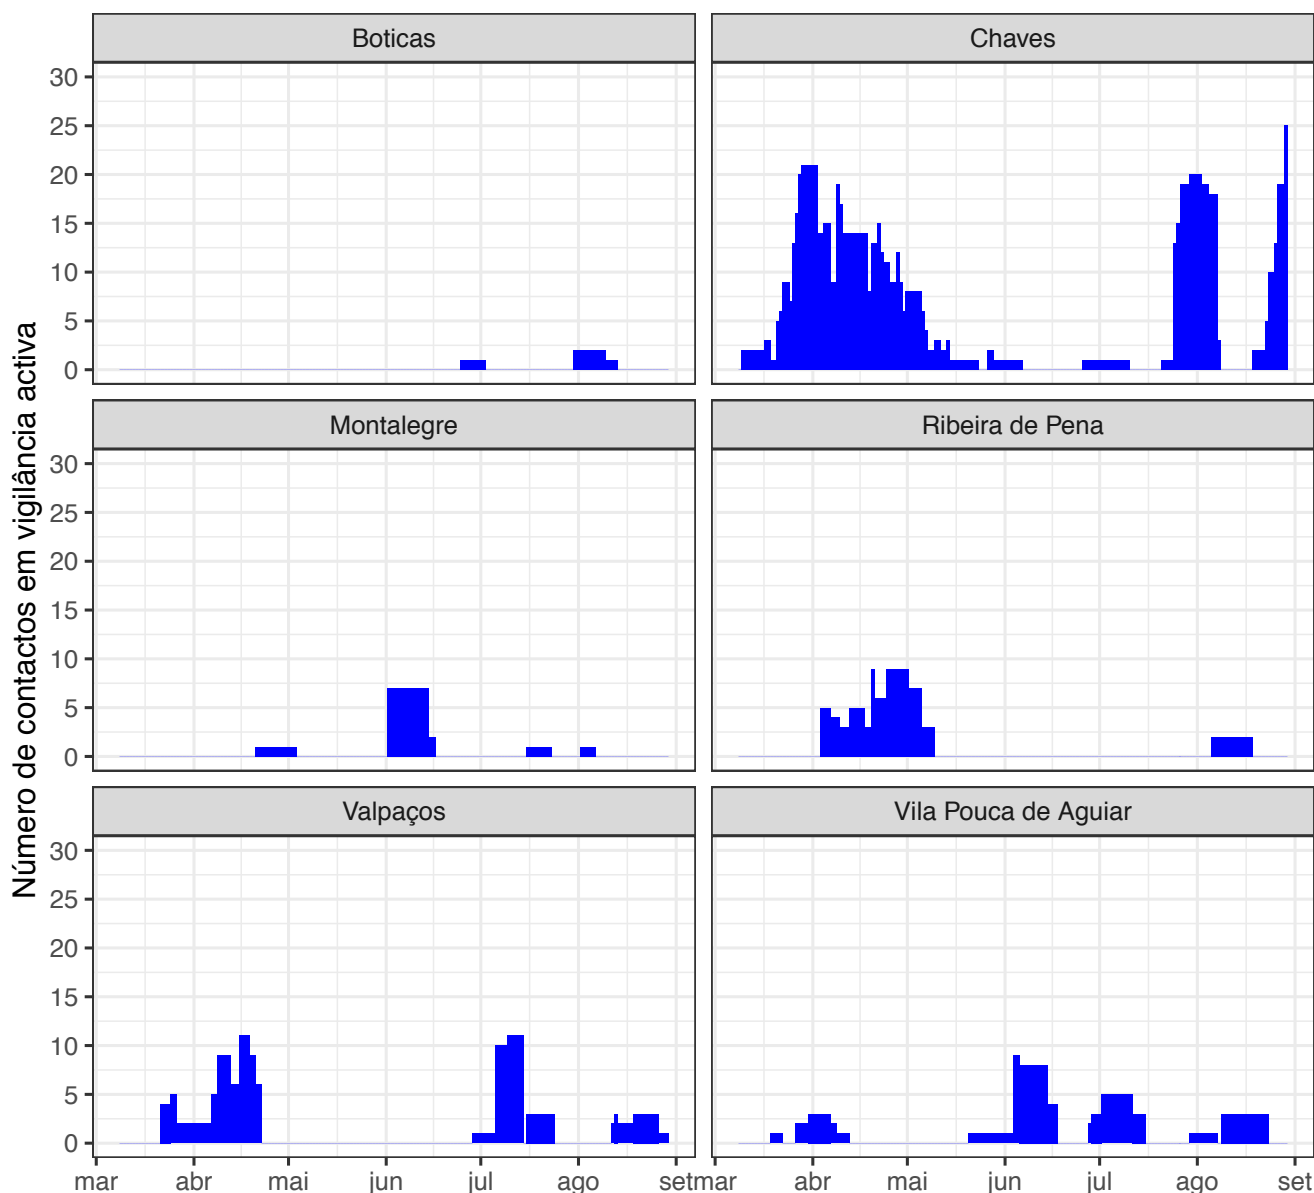 Número de contactos em vigilância activa
Boticas
Chaves
30
25
20
15
10
5
0
Montalegre
Ribeira de Pena
30
25
20
15
10
5
0
Valpaços
Vila Pouca de Aguiar
30
25
20
15
10
5
0
mar abr mai jun jul ago set
mar abr mai jun jul ago set